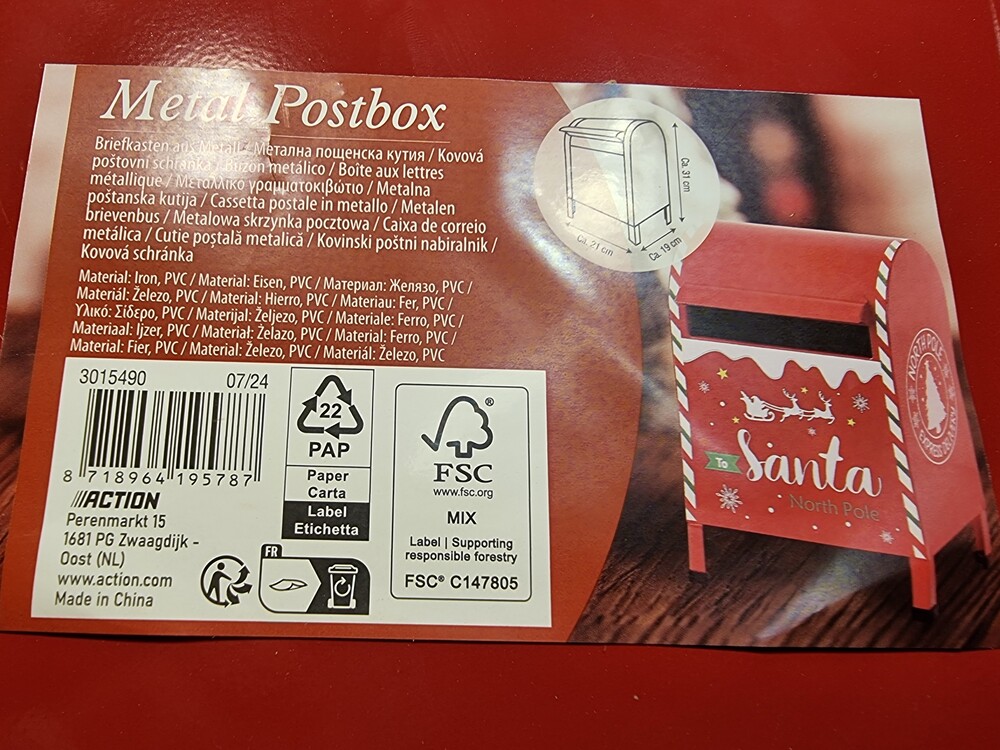 Metal Postbox
Briefkasten aus Metall / Метална пощенска кутия / Kovová
poštovní schránka / Buzón metálico / Boîte aux lettres
métallique / Μεταλλικό γραμματοκιβώτιο / Metalna
poštanska kutija / Cassetta postale in metallo / Metalen
brievenbus / Metalowa skrzynka pocztowa / Caixa de correio
metálica / Cutie poștală metalică / Kovinski poštni nabiralnik /
Kovová schránka
Material: Iron, PVC / Material: Eisen, PVC / Материал: Желязо, PVC /
Materiál: Železo, PVC / Material: Hierro, PVC / Materiau: Fer, PVC /
Υλικό: Σίδερο, PVC / Materijal: Željezo, PVC / Materiale: Ferro, PVC /
Materiaal: Ijzer, PVC / Materiał: Żelazo, PVC / Material: Ferro, PVC /
Material: Fier, PVC / Material: Železo, PVC / Materiál: Železo, PVC
Ca. 31 cm
Ca. 21 cm
Ca. 19 cm
3015490 07/24
8 718964 195787
ACTION
Perenmarkt 15
1681 PG Zwaagdijk -
Oost (NL)
www.action.com
Made in China
22
PAP
Paper
Carta
Label
Etichetta
FR
FSC®
www.fsc.org
MIX
Label | Supporting
responsible forestry
FSC® C147805
To Santa
North Pole
NORTH POLE
EXPRESS DELIVERY